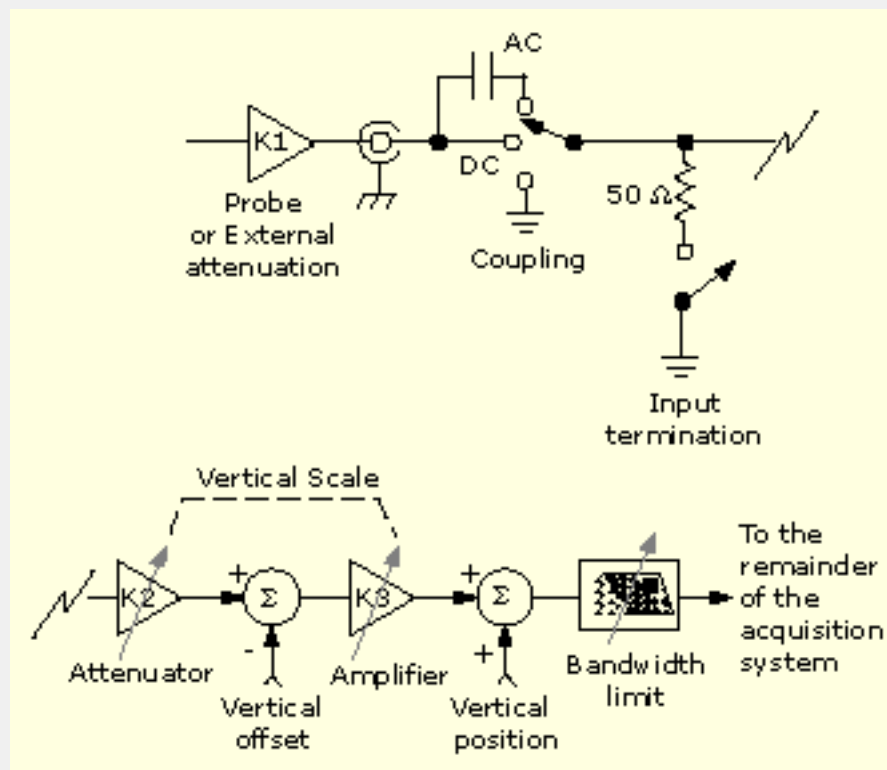 AC
K1
DC
50 Ω
Probe
or External
attenuation
Coupling
Input
termination
Vertical Scale
To the
remainder
of the
acquisition
system
K2
+
Σ
K3
+
Σ
-
+
Attenuator
Vertical
offset
Amplifier
Vertical
position
Bandwidth
limit